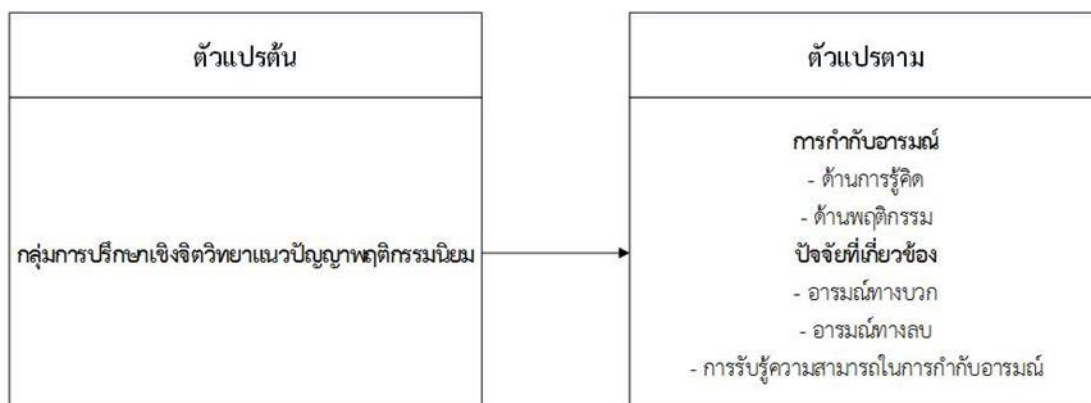 ตัวแปรต้น
กลุ่มการปรึกษาเชิงจิตวิทยาแนวปัญญาพฤติกรรมนิยม
ตัวแปรตาม
การกำกับอารมณ์
- ด้านการรู้คิด
- ด้านพฤติกรรม
ปัจจัยที่เกี่ยวข้อง
- อารมณ์ทางบวก
- อารมณ์ทางลบ
- การรับรู้ความสามารถในการกำกับอารมณ์